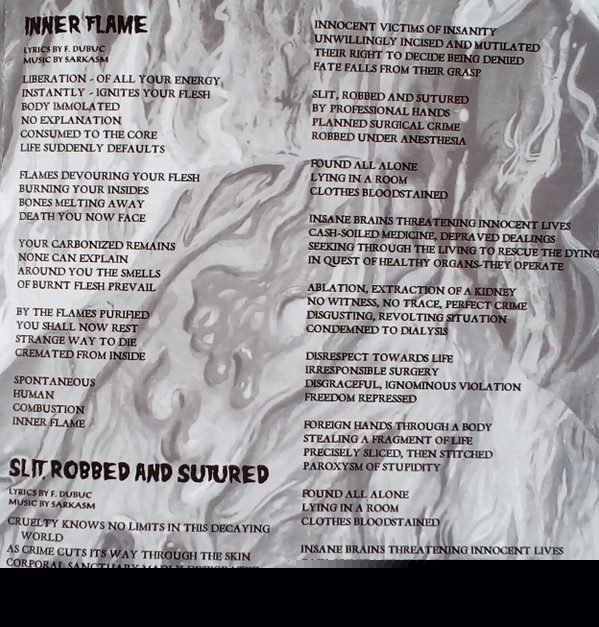 INNER FLAME
LYRICS BY F. DUBUC
MUSIC BY SARKASM
LIBERATION - OF ALL YOUR ENERGY
INSTANTLY - IGNITES YOUR FLESH
BODY IMMOLATED
NO EXPLANATION
CONSUMED TO THE CORE
LIFE SUDDENLY DEFAULTS
FLAMES DEVOURING YOUR FLESH
BURNING YOUR INSIDES
BONES MELTING AWAY
DEATH YOU NOW FACE
YOUR CARBONIZED REMAINS
NONE CAN EXPLAIN
AROUND YOU THE SMELLS
OF BURNT FLESH PREVAIL
BY THE FLAMES PURIFIED
YOU SHALL NOW REST
STRANGE WAY TO DIE
CREMATED FROM INSIDE
SPONTANEOUS
HUMAN
COMBUSTION
INNER FLAME
SLIT, ROBBED AND SUTURED
LYRICS BY F. DUBUC
MUSIC BY SARKASM
CRUELTY KNOWS NO LIMITS IN THIS DECAYING
WORLD
AS CRIME CUTS ITS WAY THROUGH THE SKIN
CORPORAL SANCTUARY MADLY
INNOCENT VICTIMS OF INSANITY
UNWILLINGLY INCISED AND MUTILATED
THEIR RIGHT TO DECIDE BEING DENIED
FATE FALLS FROM THEIR GRASP
SLIT, ROBBED AND SUTURED
BY PROFESSIONAL HANDS
PLANNED SURGICAL CRIME
ROBBED UNDER ANESTHESIA
FOUND ALL ALONE
LYING IN A ROOM
CLOTHES BLOODSTAINED
INSANE BRAINS THREATENING INNOCENT LIVES
CASH-SOILED MEDICINE, DEPRAVED DEALINGS
SEEKING THROUGH THE LIVING TO RESCUE THE DYING
IN QUEST OF HEALTHY ORGANS-THEY OPERATE
ABLATION, EXTRACTION OF A KIDNEY
NO WITNESS, NO TRACE, PERFECT CRIME
DISGUSTING, REVOLTING SITUATION
CONDEMNED TO DIALYSIS
DISRESPECT TOWARDS LIFE
IRRESPONSIBLE SURGERY
DISGRACEFUL, IGNOMINOUS VIOLATION
FREEDOM REPRESSED
FOREIGN HANDS THROUGH A BODY
STEALING A FRAGMENT OF LIFE
PRECISELY SLICED, THEN STITCHED
PAROXYSM OF STUPIDITY
FOUND ALL ALONE
LYING IN A ROOM
CLOTHES BLOODSTAINED
INSANE BRAINS THREATENING INNOCENT LIVES